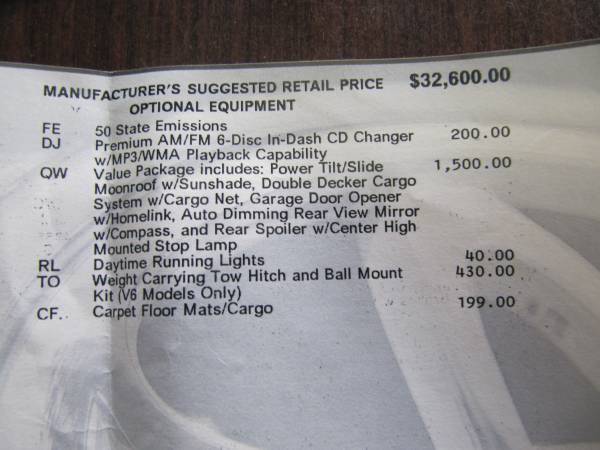 MANUFACTURER'S SUGGESTED RETAIL PRICE $32,600.00
OPTIONAL EQUIPMENT
FE 50 State Emissions
DJ Premium AM/FM 6-Disc In-Dash CD Changer 200.00
w/MP3/WMA Playback Capability
QW Value Package includes: Power Tilt/Slide 1,500.00
Moonroof w/Sunshade, Double Decker Cargo
System w/Cargo Net, Garage Door Opener
w/Homelink, Auto Dimming Rear View Mirror
w/Compass, and Rear Spoiler w/Center High
Mounted Stop Lamp
RL Daytime Running Lights 40.00
TO Weight Carrying Tow Hitch and Ball Mount 430.00
Kit (V6 Models Only)
CF. Carpet Floor Mats/Cargo 199.00